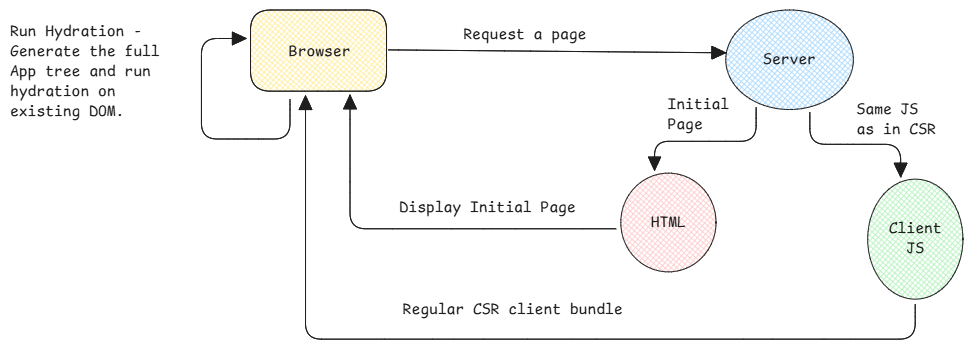 Run Hydration -
Generate the full
App tree and run
hydration on
existing DOM.
Browser
Request a page
Server
Initial
Page
Same JS
as in CSR
HTML
Display Initial Page
Client
JS
Regular CSR client bundle